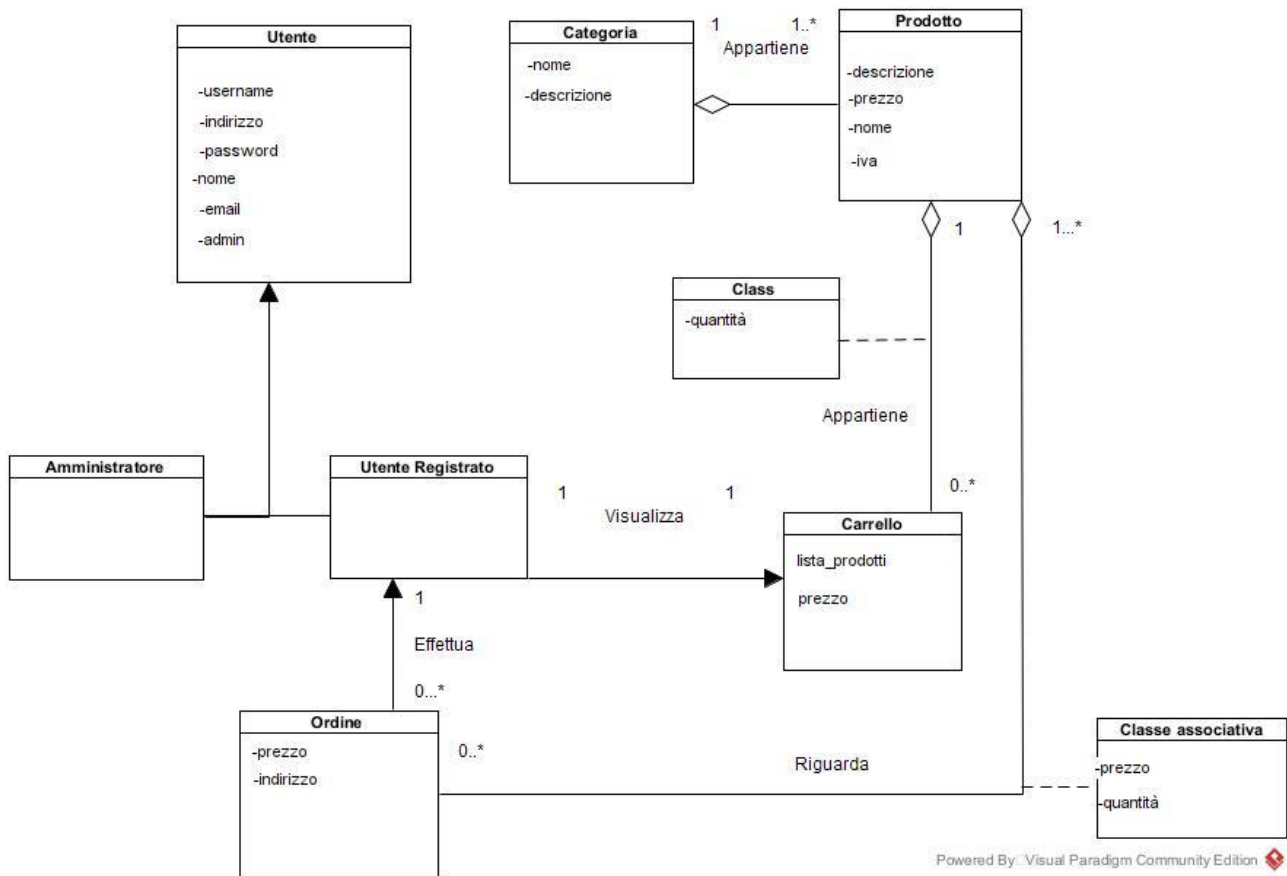 Utente
-username
-indirizzo
-password
-nome
-email
-admin
Categoria
-nome
-descrizione
1
1..*
Appartiene
Prodotto
-descrizione
-prezzo
-nome
-iva
1
1...*
Class
-quantità
Appartiene
0..*
Amministratore
Utente Registrato
1
1
Visualizza
Carrello
lista_prodotti
prezzo
1
Effettua
0...*
Ordine
-prezzo
-indirizzo
0..*
Riguarda
Classe associativa
-prezzo
-quantità
Powered By Visual Paradigm Community Edition